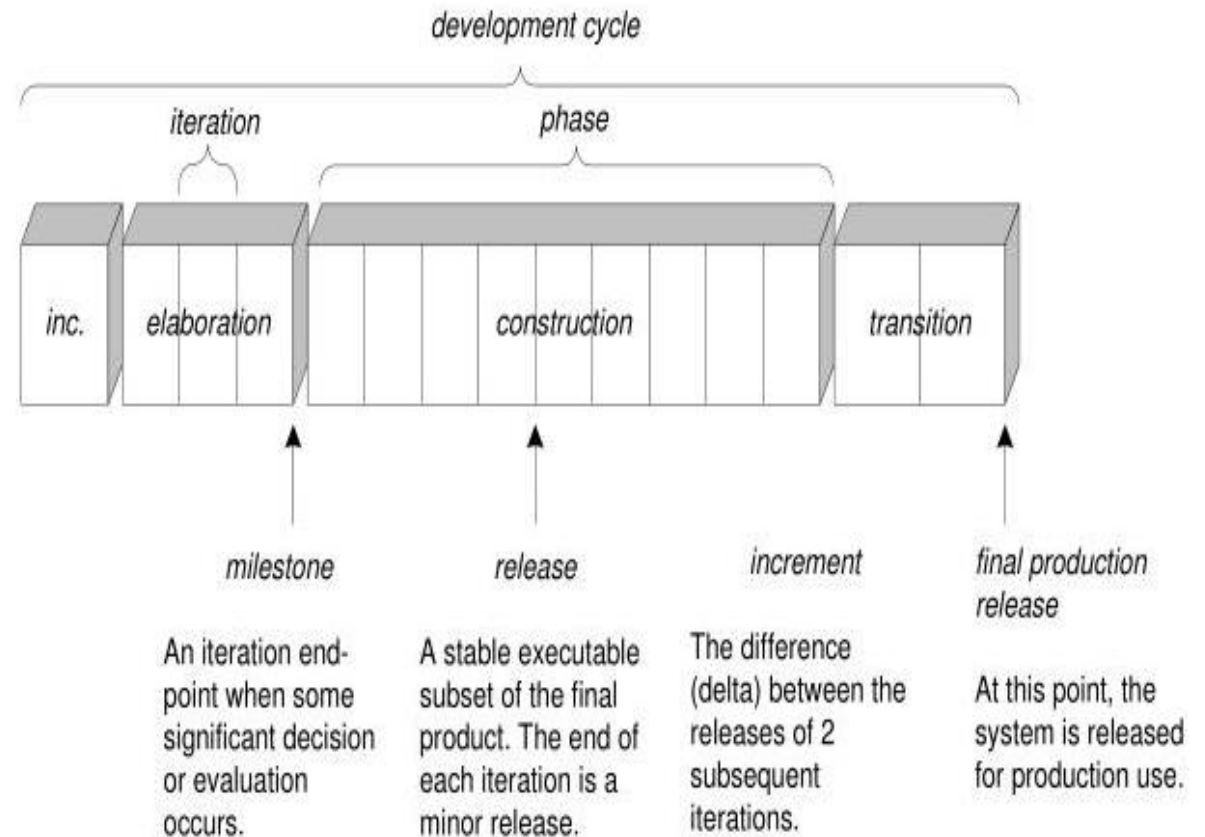 development cycle
iteration
phase
inc.
elaboration
construction
transition
milestone
An iteration end-
point when some
significant decision
or evaluation
occurs.
release
A stable executable
subset of the final
product. The end of
each iteration is a
minor release.
increment
The difference
(delta) between the
releases of 2
subsequent
iterations.
final production
release
At this point, the
system is released
for production use.